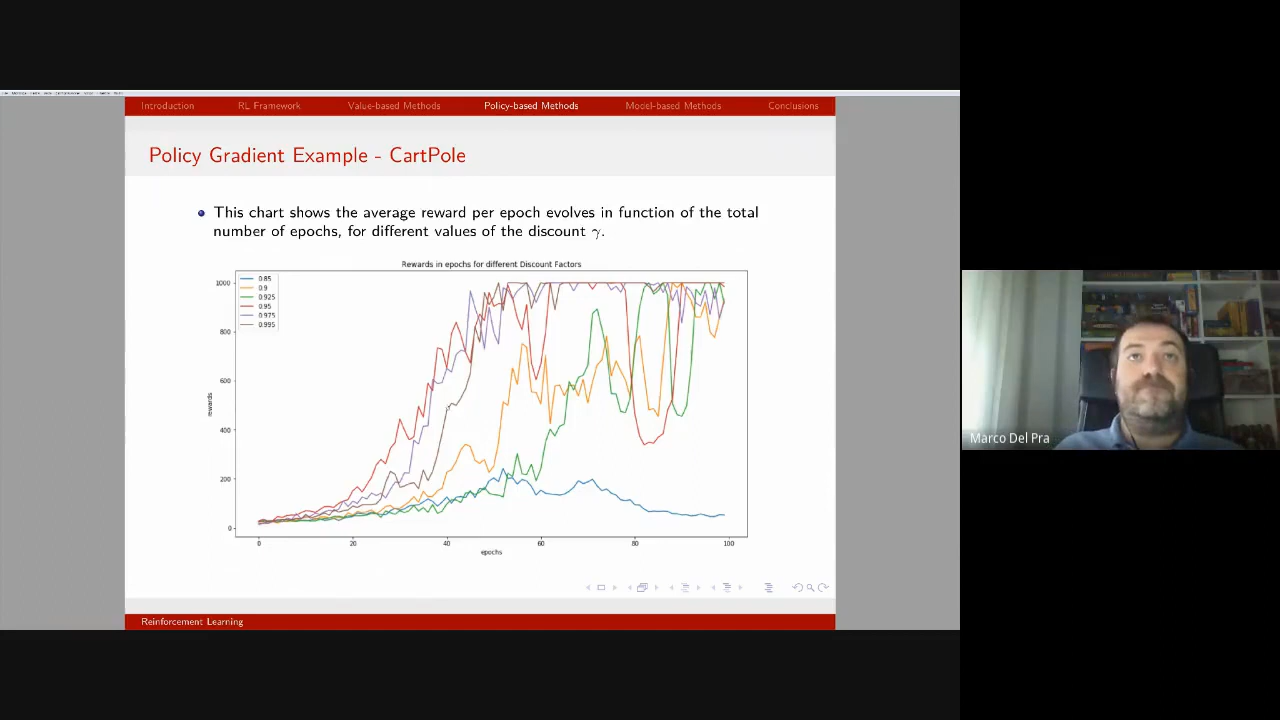 Introduction RL Framework Value-based Methods Policy-based Methods Model-based Methods Conclusions
Policy Gradient Example - CartPole
This chart shows the average reward per epoch evolves in function of the total
number of epochs, for different values of the discount γ.
Rewards in epochs for different Discount Factors
0.85
0.9
0.925
0.95
0.975
0.995
1000
800
600
400
200
0
rewards
0 20 40 60 80 100
epochs
Reinforcement Learning
Marco Del Pra